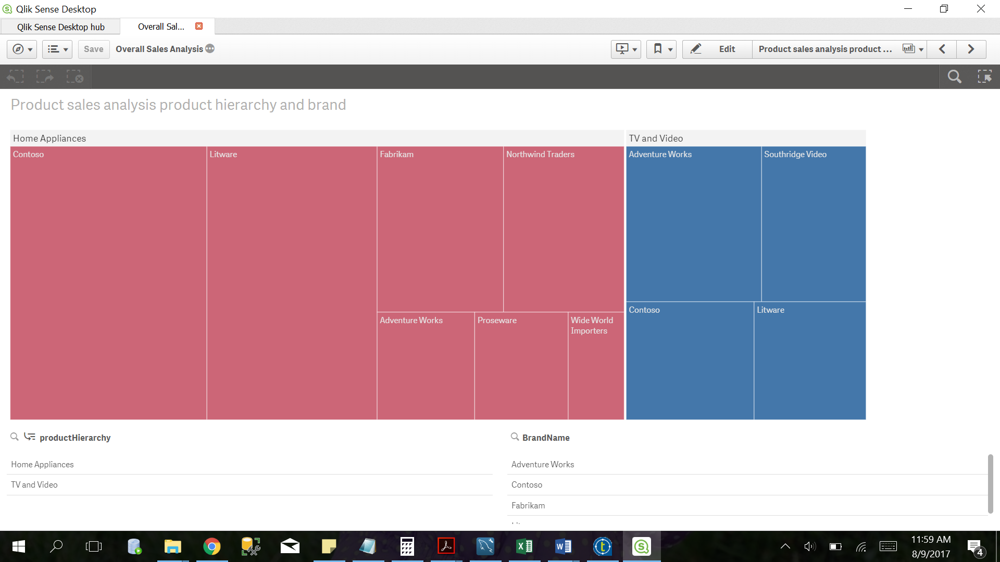 Qlik Sense Desktop
Qlik Sense Desktop hub
Overall Sal...
Save
Overall Sales Analysis
Edit
Product sales analysis product ...
Product sales analysis product hierarchy and brand
Home Appliances
TV and Video
Contoso
Litware
Fabrikam
Northwind Traders
Adventure Works
Southridge Video
Adventure Works
Proseware
Wide World
Importers
Contoso
Litware
productHierarchy
BrandName
Home Appliances
TV and Video
Adventure Works
Contoso
Fabrikam
11:59 AM
8/9/2017
4